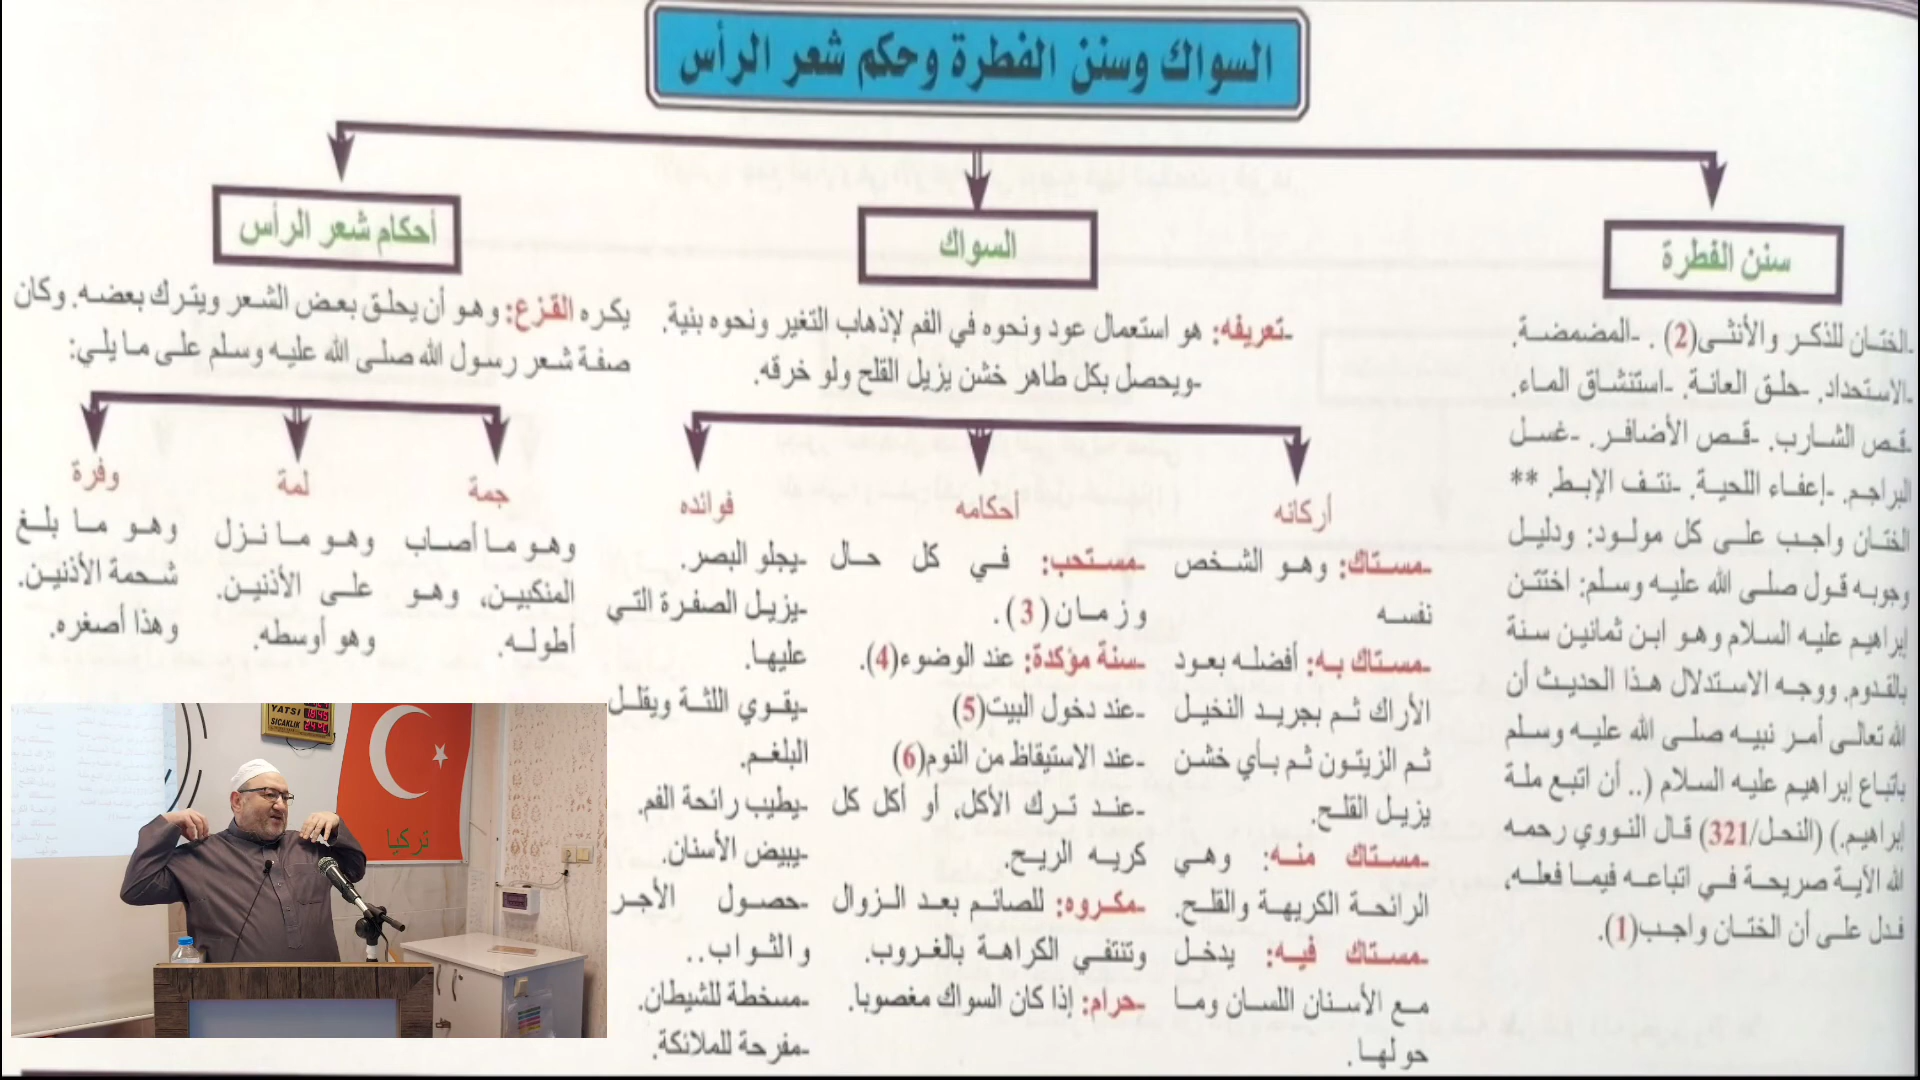 السواك وسنن الفطرة وحكم شعر الرأس
سنن الفطرة
-الختان للذكر والأنثى(2) . -المضمضة.
-الاستحداد. -حلق العانة. -استنشاق الماء.
-قص الشارب. -قص الأضافر. -غسل
البراجم. -إعفاء اللحية. -نتف الإبط. **
الختان واجب على كل مولود: ودليل
وجوبه قول صلى الله عليه وسلم: اختتن
إبراهيم عليه السلام وهو ابن ثمانين سنة
بالقدوم. ووجه الاستدلال هذا الحديث أن
الله تعالى أمر نبيه صلى الله عليه وسلم
باتباع إبراهيم عليه السلام (.. أن اتبع ملة
إبراهيم.) (النحل/321) قال النووي رحمه
الله الآية صريحة في اتباعه فيما فعله،
فدل على أن الختان واجب(1).
السواك
-تعريفه: هو استعمال عود ونحوه في الفم لإذهاب التغير ونحوه بنية.
-ويحصل بكل طاهر خشن يزيل القلح ولو خرقه.
أركانه
-مستاك: وهو الشخص
نفسه
-مستاك به: أفضله بعود
الأراك ثم بجريد النخيل
ثم الزيتون ثم بأي خشن
يزيل القلح.
-مستاك منه: وهي
الرائحة الكريهة والقلح.
-مستاك فيه: يدخل
مع الأسنان اللسان وما
حولها.
أحكامه
-مستحب: في كل حال
وزمان(3).
-سنة مؤكدة: عند الوضوء(4).
-عند دخول البيت(5)
-عند الاستيقاظ من النوم(6)
-عند ترك الأكل، أو أكل كل
كريه الريح.
-مكروه: للصائم بعد الزوال
وتنتفي الكراهة بالغروب.
-حرام: إذا كان السواك مغصوبا.
فوائده
-يجلو البصر.
-يزيل الصفرة التي
عليها.
-يقوي اللثة ويقلل
البلغم.
-يطيب رائحة الفم.
-يبيض الأسنان.
-حصول الأجر
والثواب..
-مسخطة للشيطان.
-مفرحة للملائكة.
أحكام شعر الرأس
يكره القزع: وهو أن يحلق بعض الشعر ويترك بعضه. وكان
صفة شعر رسول الله صلى الله عليه وسلم على ما يلي:
جمة
وهو ما أصاب
المنكبين، وهو
أطوله.
لمة
وهو ما نزل
على الأذنين.
وهو أوسطه.
وفرة
وهو ما بلغ
شحمة الأذنين.
وهذا أصغره.
YATSI
SICAKLIK
تركيا